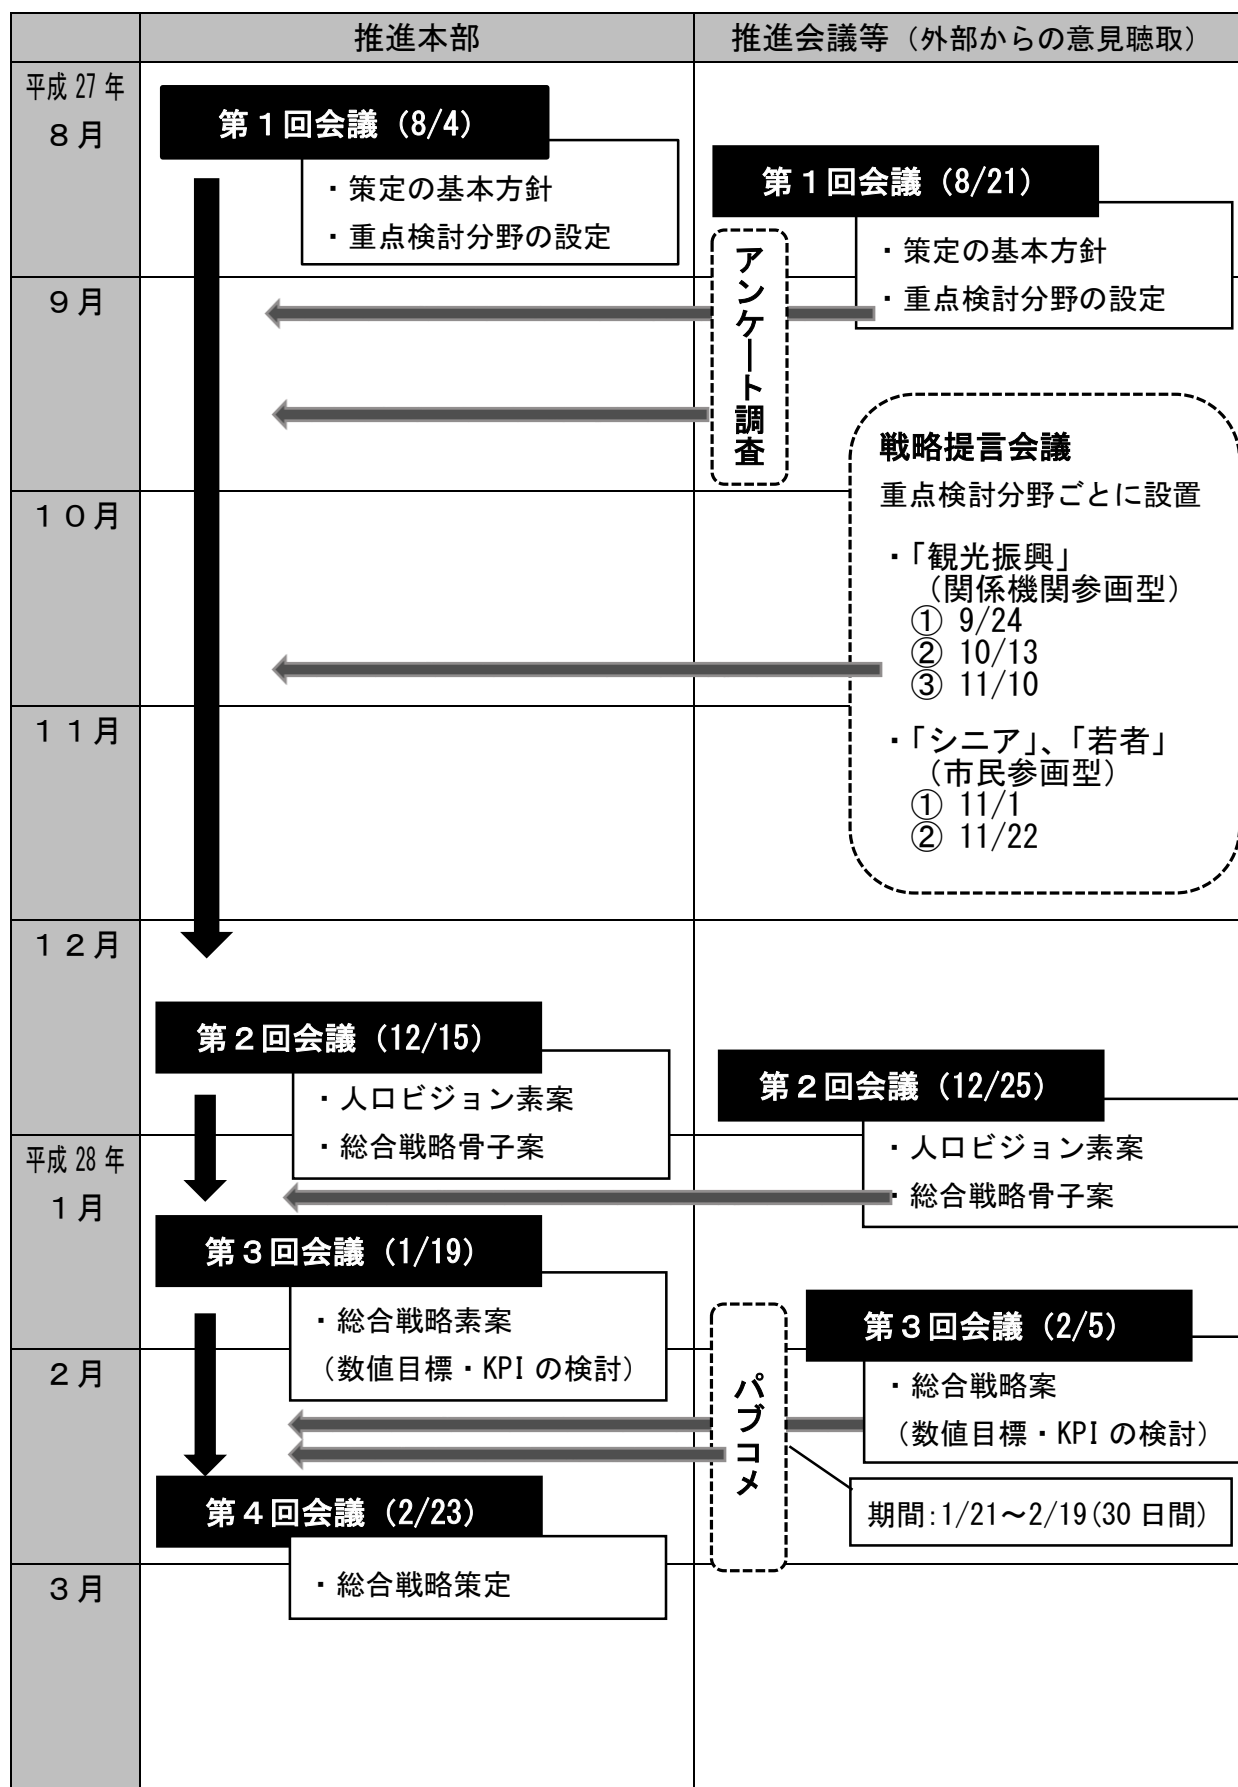 推進本部
推進会議等（外部からの意見聴取）
平成27年
８月
第１回会議（8/4）
・策定の基本方針
・重点検討分野の設定
第１回会議（8/21）
・策定の基本方針
・重点検討分野の設定
アンケート調査
９月
戦略提言会議
重点検討分野ごとに設置
・「観光振興」
（関係機関参画型）
① 9/24
② 10/13
③ 11/10
・「シニア」、「若者」
（市民参画型）
① 11/1
② 11/22
１０月
１１月
１２月
第２回会議（12/15）
・人口ビジョン素案
・総合戦略骨子案
第２回会議（12/25）
・人口ビジョン素案
・総合戦略骨子案
平成28年
１月
第３回会議（1/19）
・総合戦略素案
（数値目標・KPIの検討）
第３回会議（2/5）
・総合戦略案
（数値目標・KPIの検討）
パブコメ
期間:1/21～2/19(30日間)
２月
第４回会議（2/23）
・総合戦略策定
３月